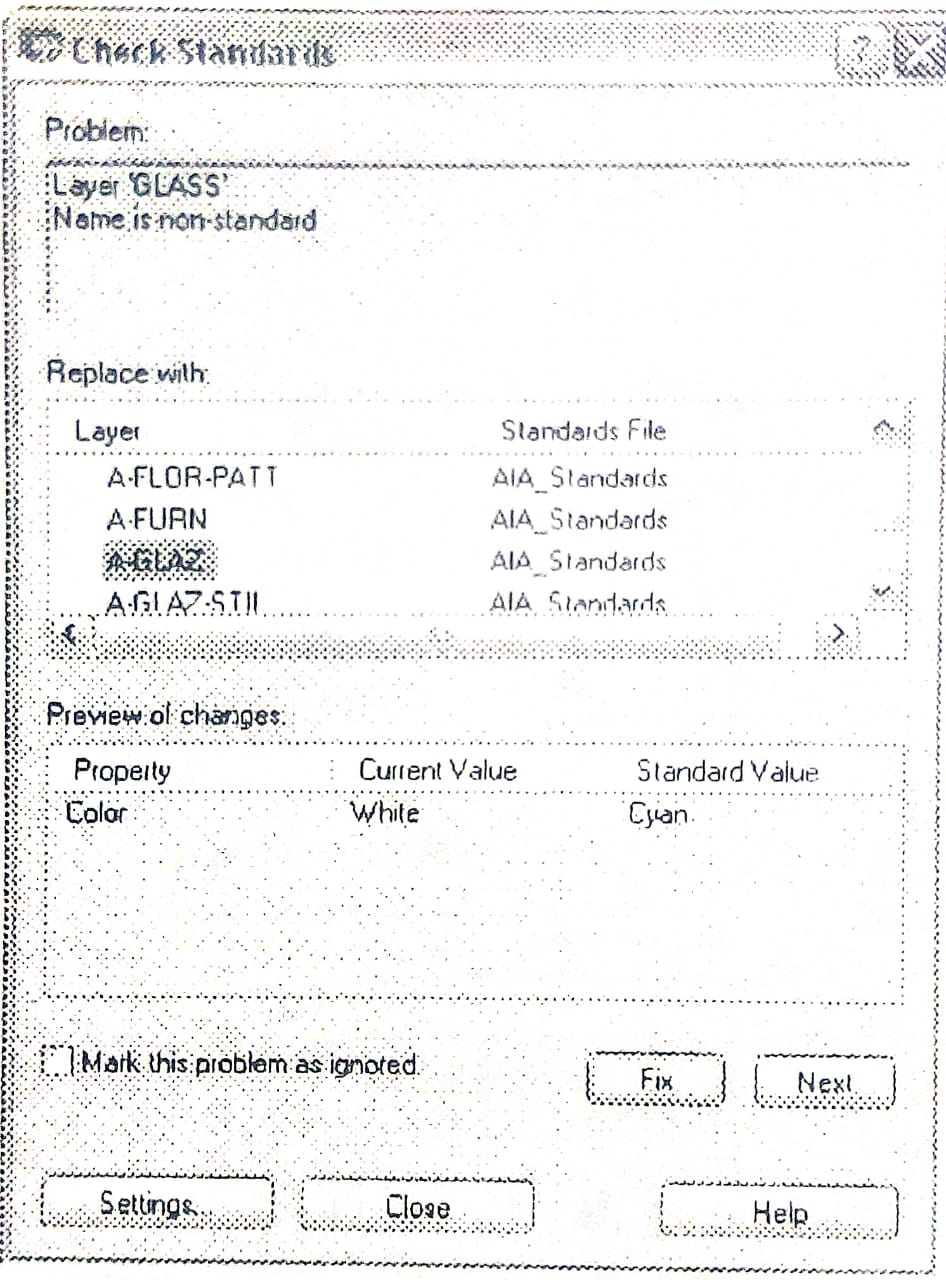 Check Standards
Problem:
Layer 'GLASS'
Name is non-standard
Replace with:
Layer Standards File
A-FLOR-PATT AIA_Standards
A-FURN AIA_Standards
A-GLAZ AIA_Standards
A-GLAZ-STIL AIA_Standards
Preview of changes:
Property Current Value Standard Value
Color White Cyan
Mark this problem as ignored
Fix Next
Settings... Close Help